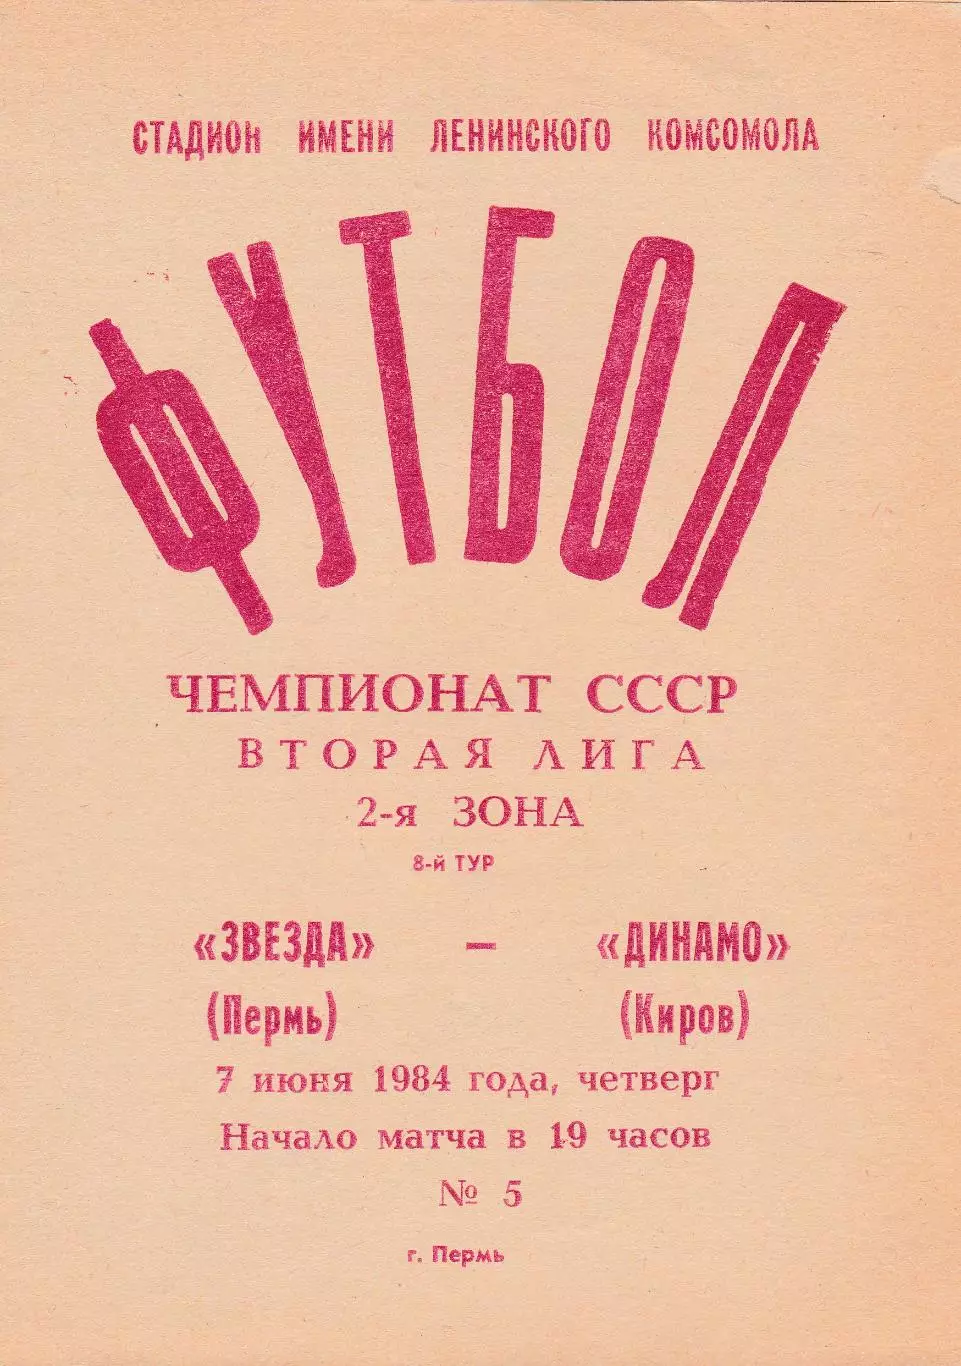 СТАДИОН ИМЕНИ ЛЕНИНСКОГО КОМСОМОЛА
ФУТБОЛ
ЧЕМПИОНАТ СССР
ВТОРАЯ ЛИГА
2-я ЗОНА
8-й ТУР
«ЗВЕЗДА» — «ДИНАМО»
(Пермь) (Киров)
7 июня 1984 года, четверг
Начало матча в 19 часов
№ 5
г. Пермь